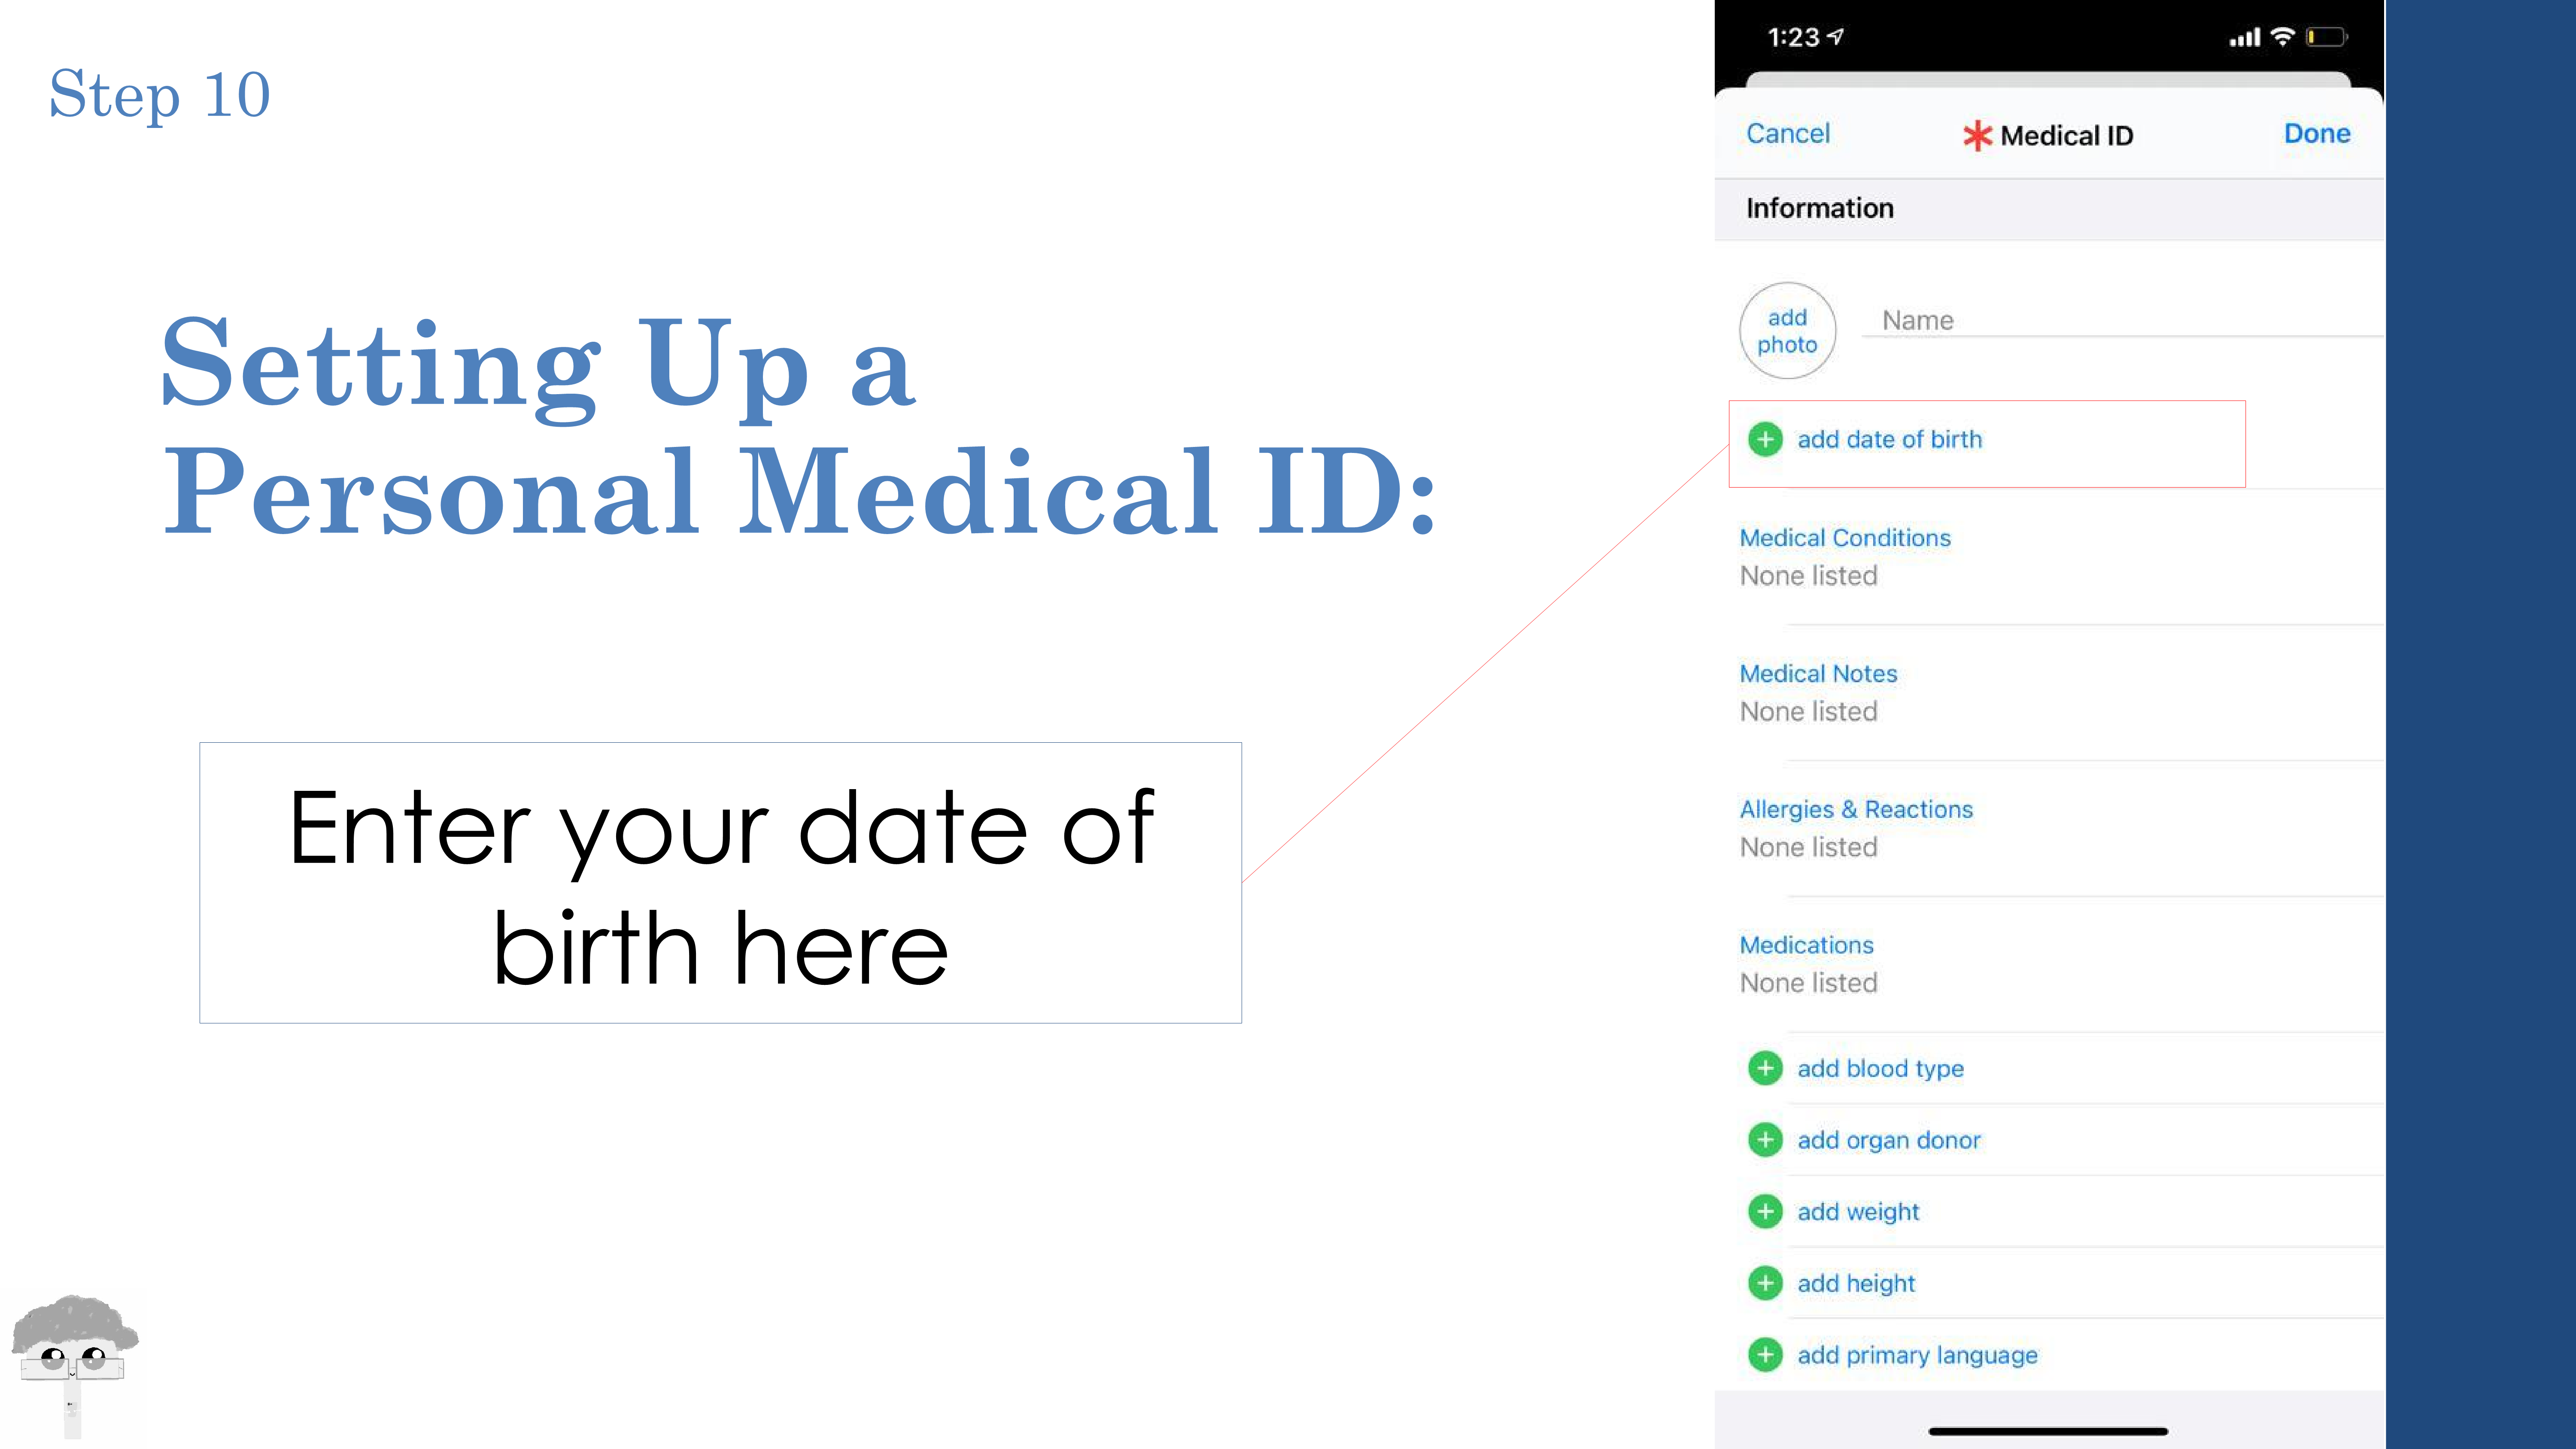 Step 10
Setting Up a
Personal Medical ID:
Enter your date of
birth here
1:23
Cancel
Medical ID
Done
Information
add
photo
Name
add date of birth
Medical Conditions
None listed
Medical Notes
None listed
Allergies & Reactions
None listed
Medications
None listed
add blood type
add organ donor
add weight
add height
add primary language